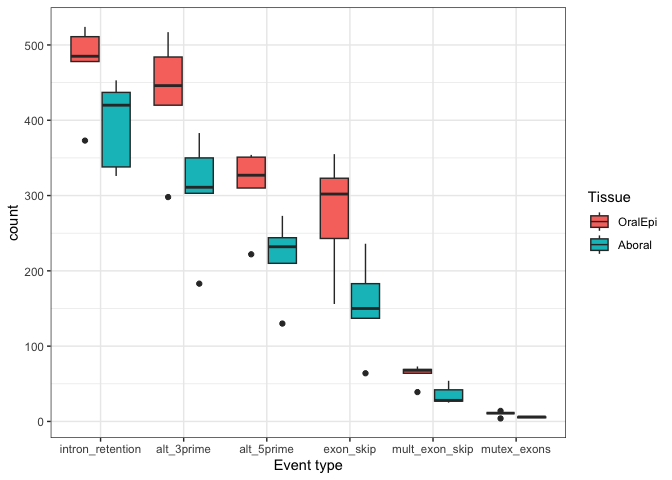 500
400
300
200
100
0
count
intron_retention
alt_3prime
alt_5prime
exon_skip
mult_exon_skip
mutex_exons
Event type
Tissue
OralEpi
Aboral